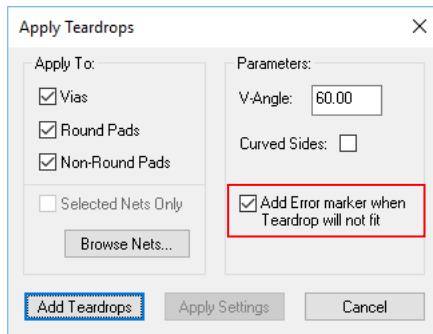 Apply Teardrops
Apply To:
Vias
Round Pads
Non-Round Pads
Selected Nets Only
Browse Nets...
Parameters:
V-Angle: 60.00
Curved Sides:
Add Error marker when
Teardrop will not fit
Add Teardrops
Apply Settings
Cancel